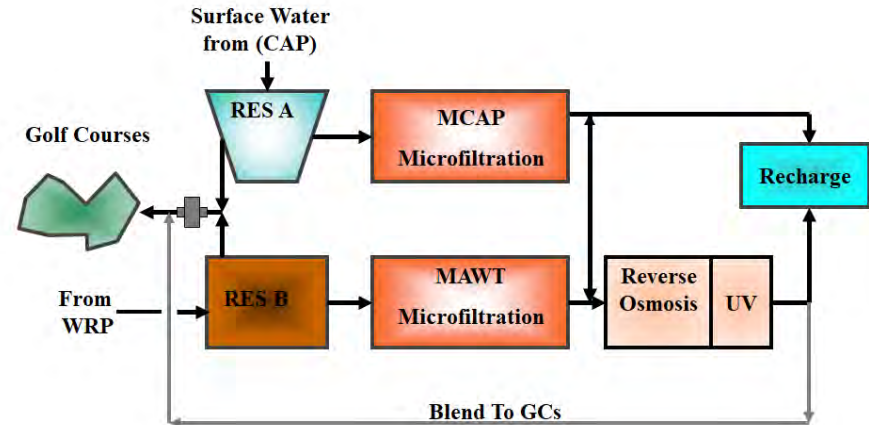 Surface Water
from (CAP)
RES A
MCAP
Microfiltration
Golf Courses
Recharge
From
WRP
RES B
MAWT
Microfiltration
Reverse
Osmosis
UV
Blend To GCs